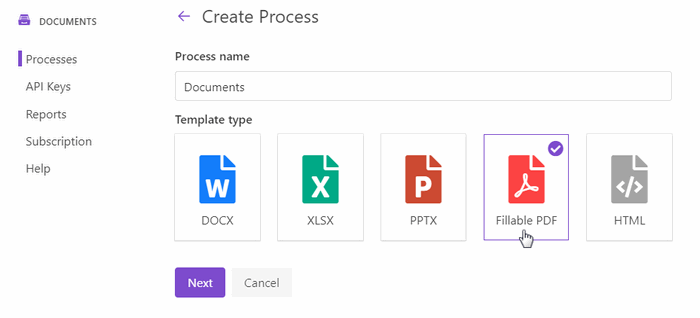 DOCUMENTS
Processes
API Keys
Reports
Subscription
Help
Create Process
Process name
Documents
Template type
W
DOCX
X
XLSX
P
PPTX
Fillable PDF
</>
HTML
Next
Cancel